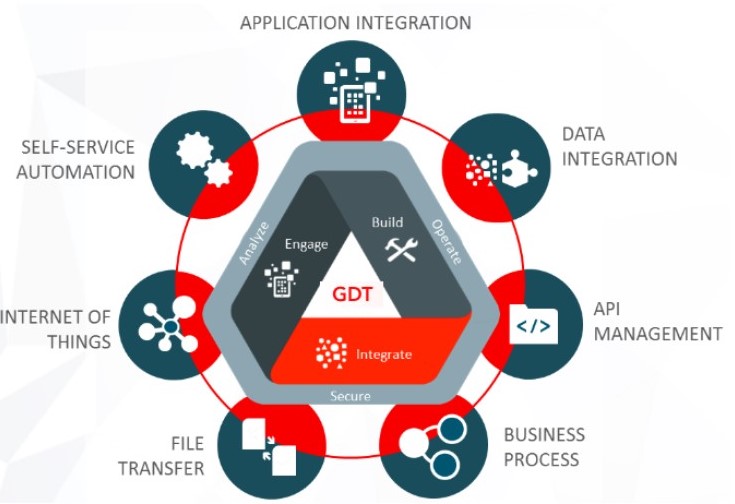 APPLICATION INTEGRATION
SELF-SERVICE
AUTOMATION
DATA
INTEGRATION
Analyze
Engage
Build
Operate
GDT
INTERNET OF
THINGS
</>
API
MANAGEMENT
Integrate
Secure
FILE
TRANSFER
BUSINESS
PROCESS